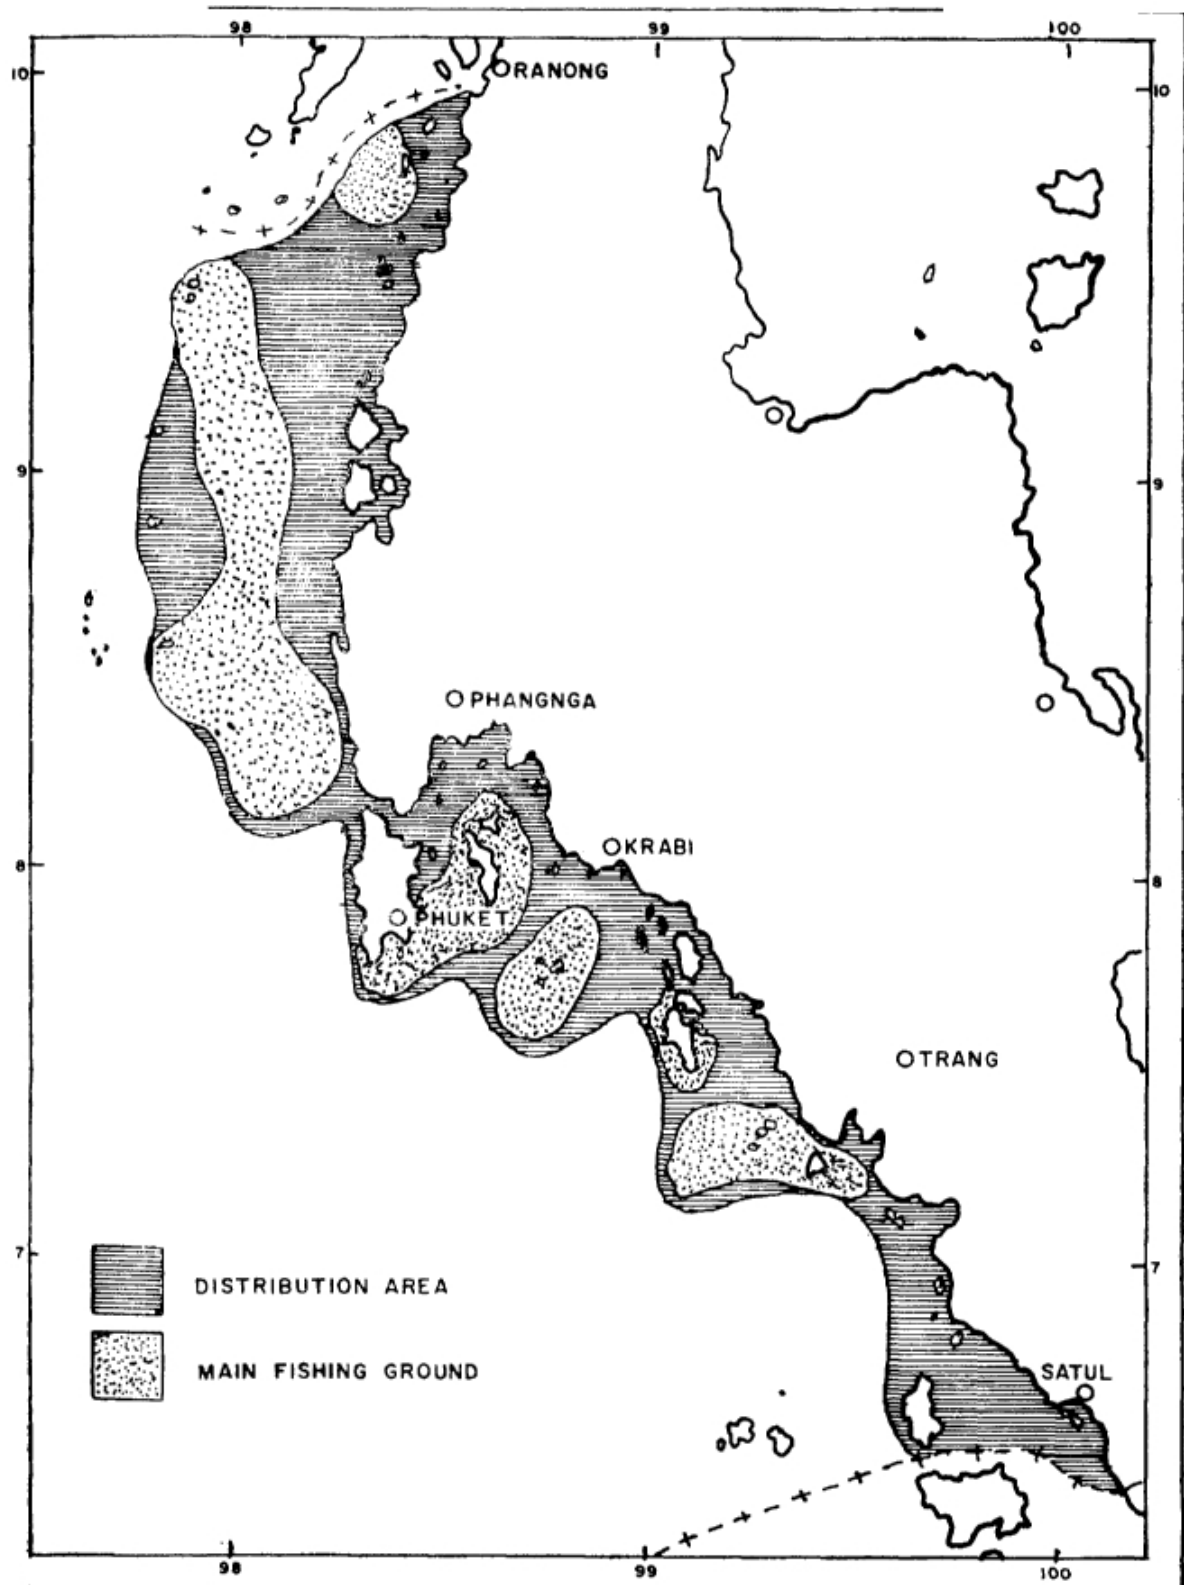 98 99 100
10 RANONG 10
9 9
PHANGNGA
8 KRABI 8
PHUKET
TRANG
7 7
DISTRIBUTION AREA
MAIN FISHING GROUND
SATUL
98 99 100